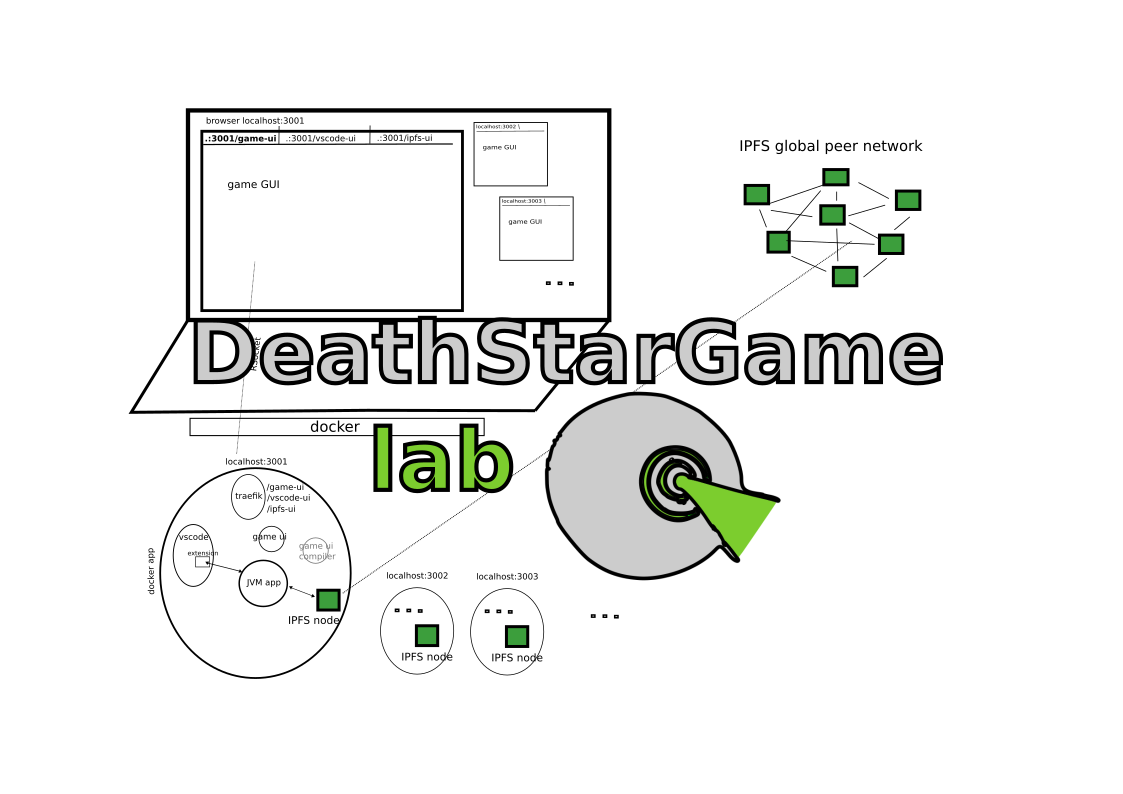 browser localhost:3001
.:3001/game-ui
.:3001/vscode-ui
.:3001/ipfs-ui
game GUI
localhost:3002 \
game GUI
localhost:3003 \
game GUI
IPFS global peer network
DeathStarGame
lab
docker
localhost:3001
traefik
/game-ui
/vscode-ui
/ipfs-ui
vscode
extension
game ui
game ui
compiler
docker app
JVM app
IPFS node
localhost:3002
IPFS node
localhost:3003
IPFS node